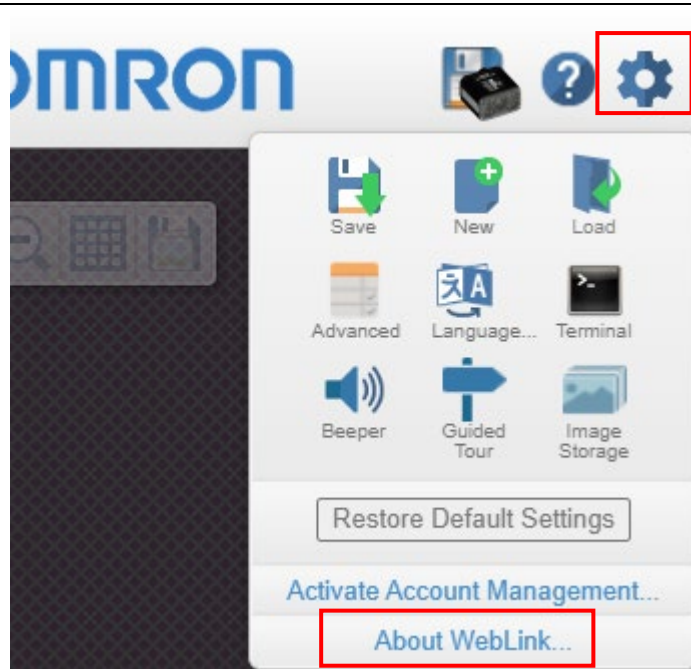 OMRON
?
Save
New
Load
Advanced
Language...
Terminal
Beeper
Guided
Tour
Image
Storage
Restore Default Settings
Activate Account Management...
About WebLink...